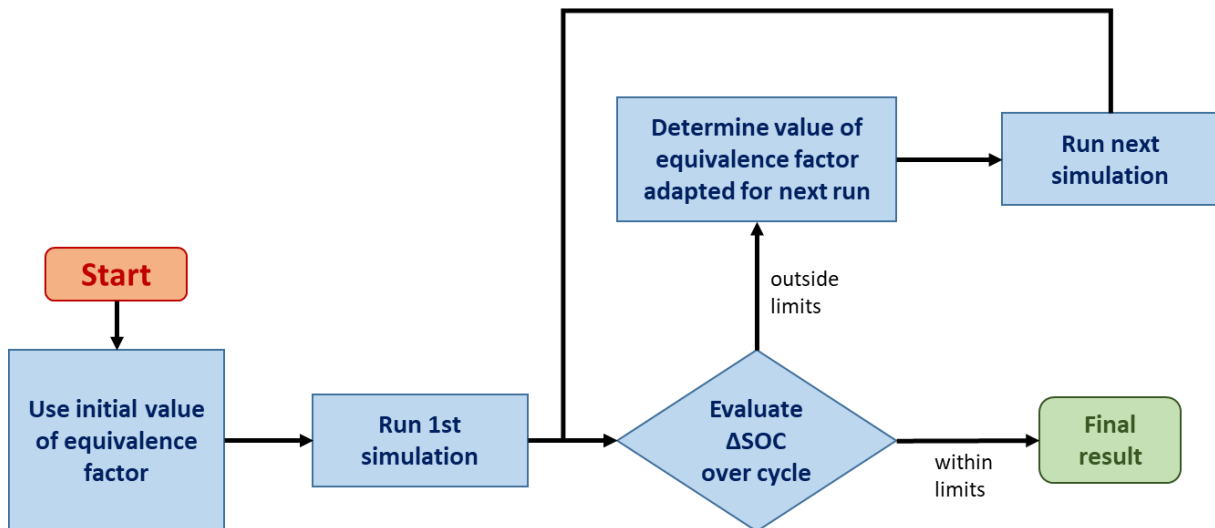 Start
Use initial value
of equivalence
factor
Run 1st
simulation
Evaluate
ΔSOC
over cycle
outside
limits
Determine value of
equivalence factor
adapted for next run
Run next
simulation
within
limits
Final
result